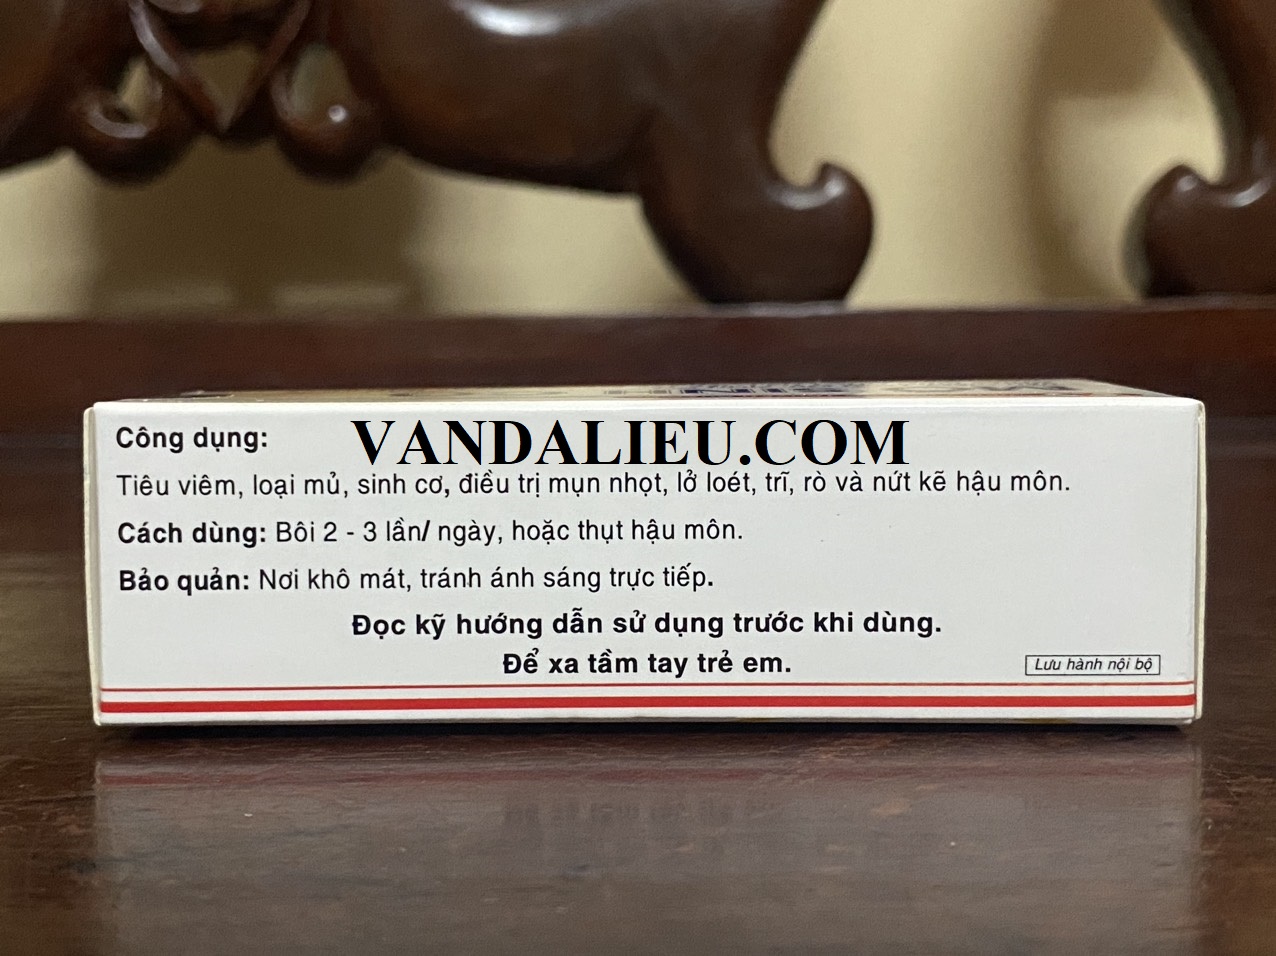 Công dụng:
VANDALIEU.COM
Tiêu viêm, loại mủ, sinh cơ, điều trị mụn nhọt, lở loét, trĩ, rò và nứt kẽ hậu môn.
Cách dùng: Bôi 2 - 3 lần/ ngày, hoặc thụt hậu môn.
Bảo quản: Nơi khô mát, tránh ánh sáng trực tiếp.
Đọc kỹ hướng dẫn sử dụng trước khi dùng.
Để xa tầm tay trẻ em.
Lưu hành nội bộ